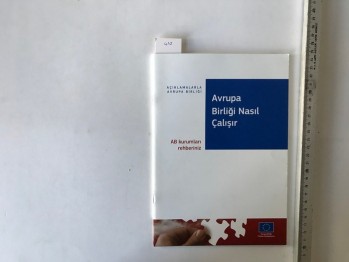 AÇIKLAMALARLA
AVRUPA BİRLİĞİ
Avrupa
Birliği Nasıl
Çalışır
AB kurumları
rehberiniz